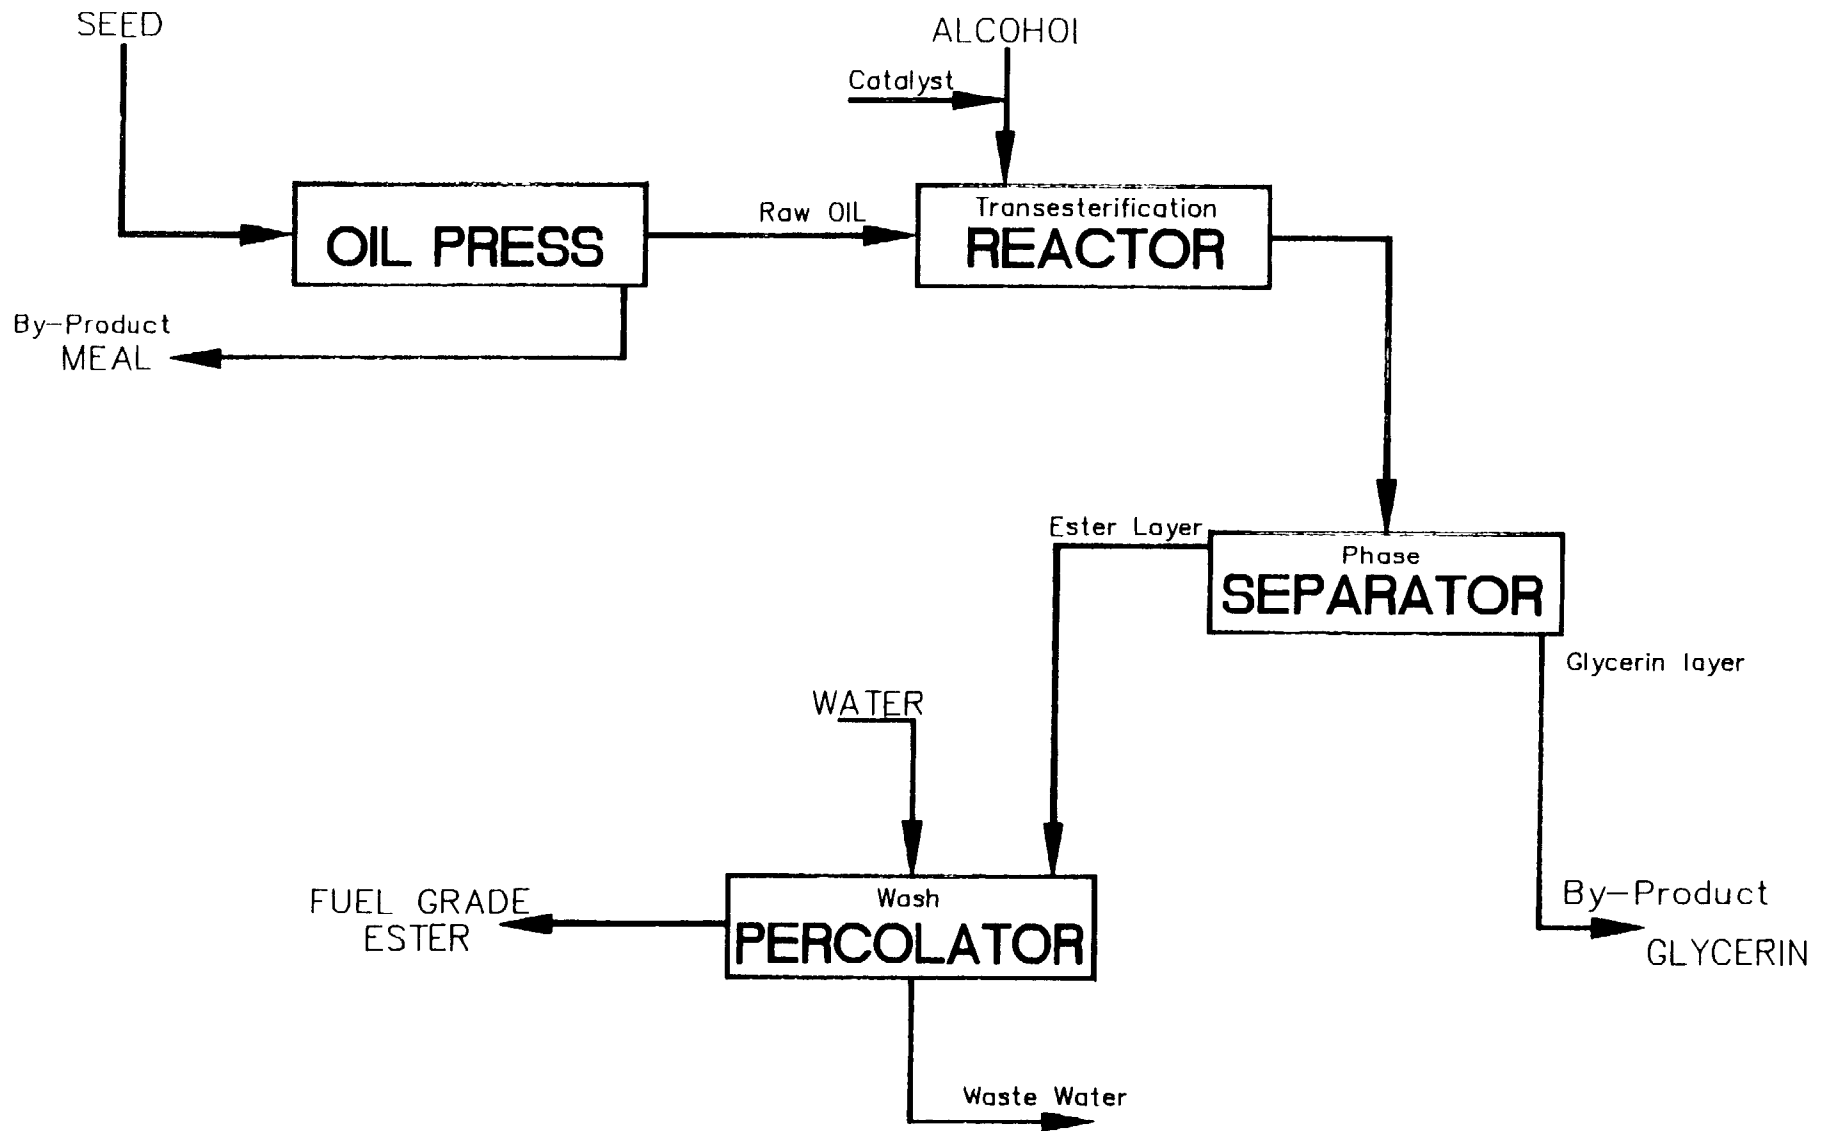 SEED
ALCOHOl
Catalyst
OIL PRESS
Raw OIL
Transesterification
REACTOR
By-Product
MEAL
Ester Layer
Phase
SEPARATOR
Glycerin layer
WATER
FUEL GRADE
ESTER
Wash
PERCOLATOR
By-Product
GLYCERIN
Waste Water